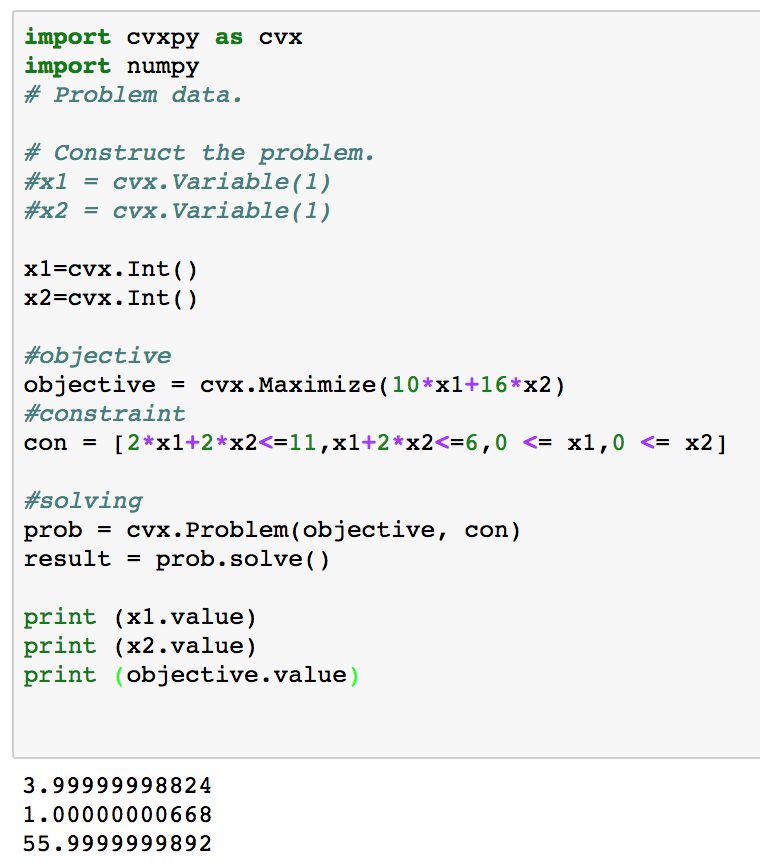 import cvxpy as cvx
import numpy
# Problem data.
# Construct the problem.
#x1 = cvx.Variable(1)
#x2 = cvx.Variable(1)
x1=cvx.Int()
x2=cvx.Int()
#objective
objective = cvx.Maximize(10*x1+16*x2)
#constraint
con = [2*x1+2*x2<=11,x1+2*x2<=6,0 <= x1,0 <= x2]
#solving
prob = cvx.Problem(objective, con)
result = prob.solve()
print (x1.value)
print (x2.value)
print (objective.value)
3.99999998824
1.00000000668
55.9999999892